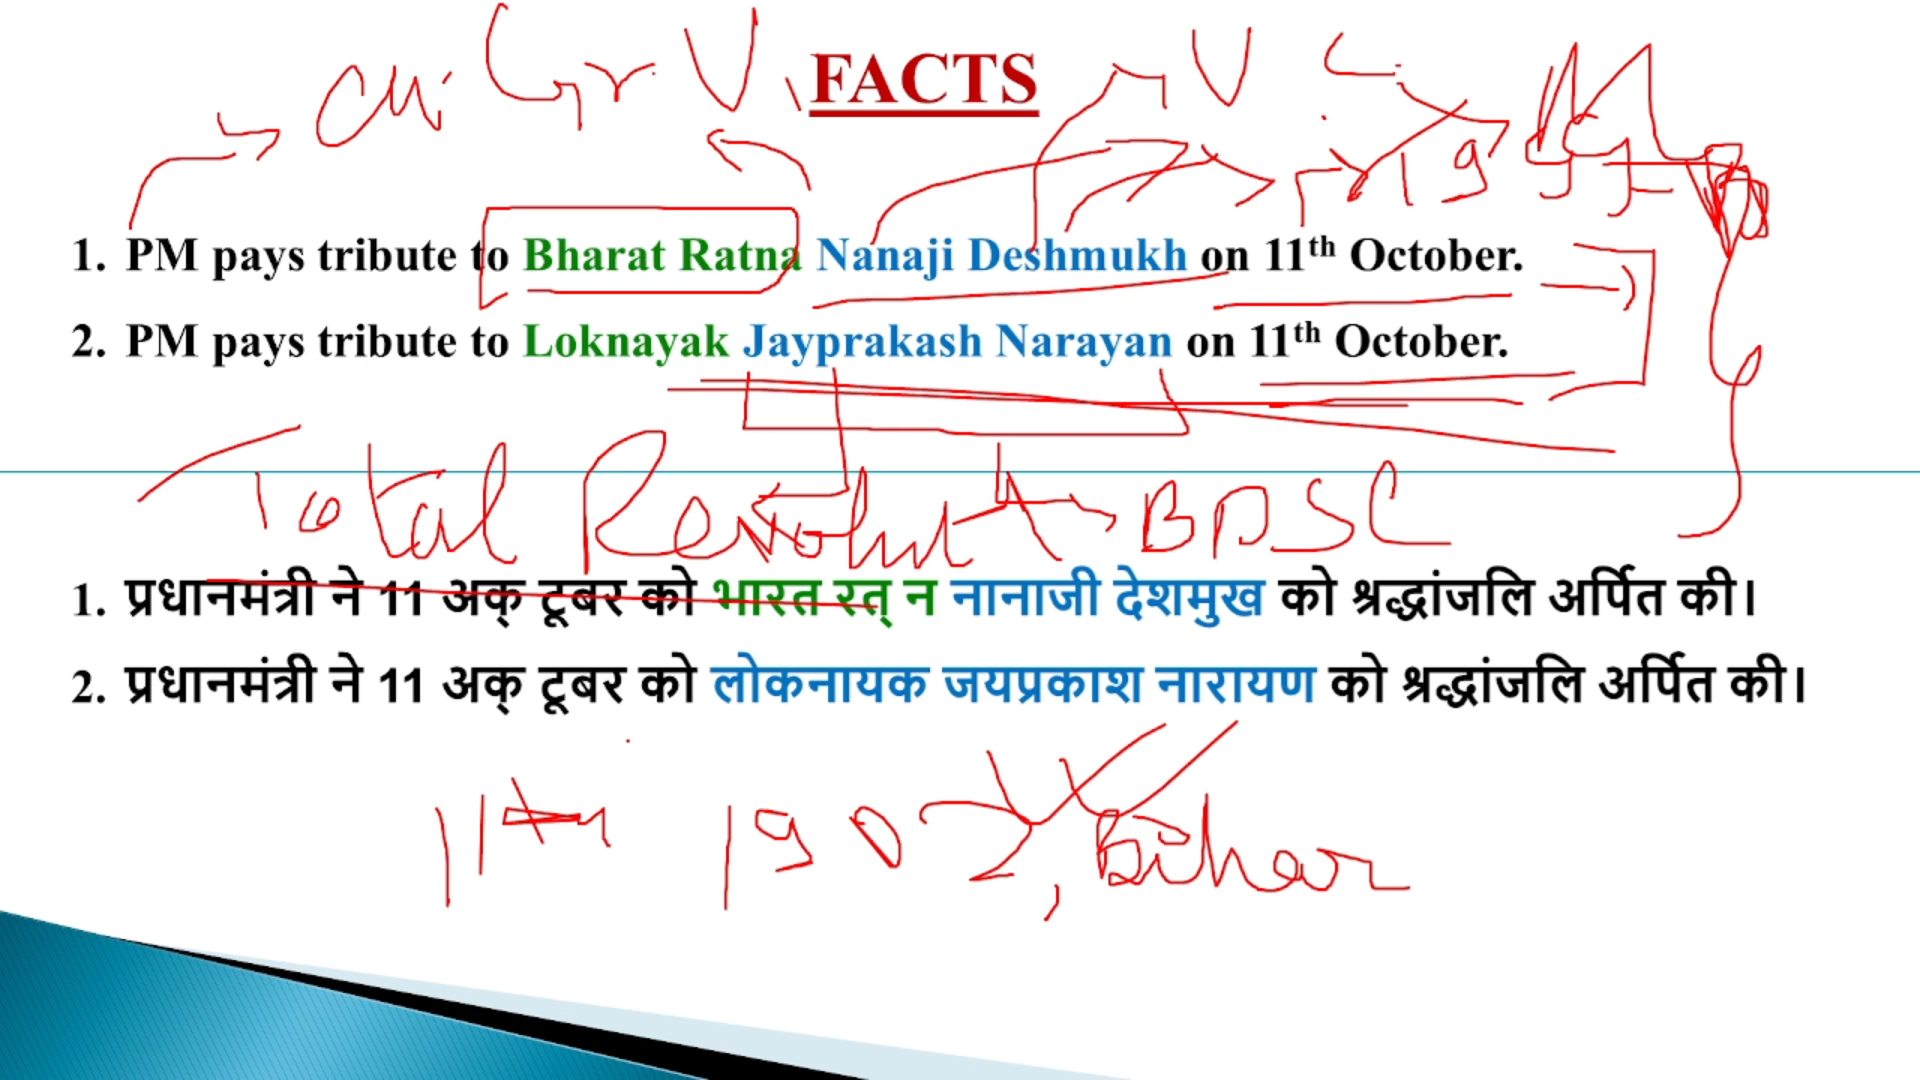 FACTS
1. PM pays tribute to Bharat Ratna Nanaji Deshmukh on 11th October.
2. PM pays tribute to Loknayak Jayprakash Narayan on 11th October.
Total
1. प्रधानमंत्री ने 11 अक् टूबर को भारत रत् न नानाजी देशमुख को श्रद्धांजलि अर्पित की।
2. प्रधानमंत्री ने 11 अक् टूबर को लोकनायक जयप्रकाश नारायण को श्रद्धांजलि अर्पित की।
11th 1902, Bihar